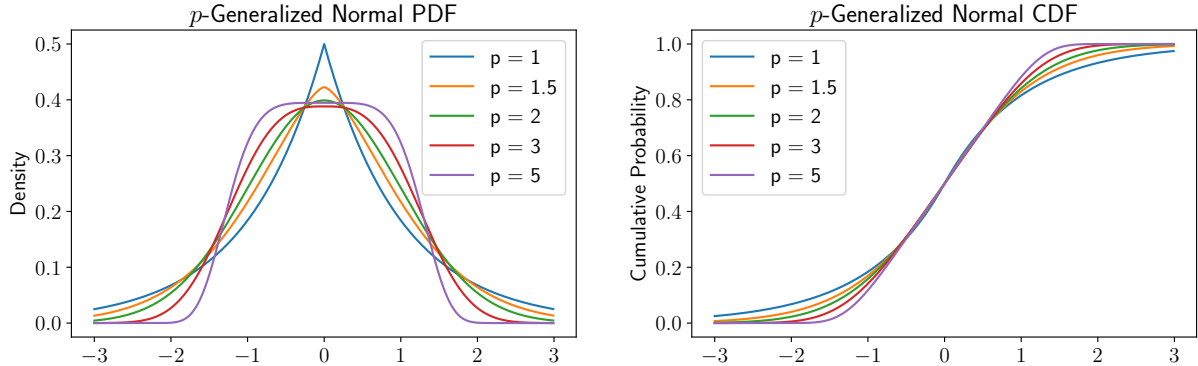 p-Generalized Normal PDF
Density
0.5
0.4
0.3
0.2
0.1
0.0
−3 −2 −1 0 1 2 3
p = 1
p = 1.5
p = 2
p = 3
p = 5
p-Generalized Normal CDF
Cumulative Probability
1.0
0.8
0.6
0.4
0.2
0.0
−3 −2 −1 0 1 2 3
p = 1
p = 1.5
p = 2
p = 3
p = 5